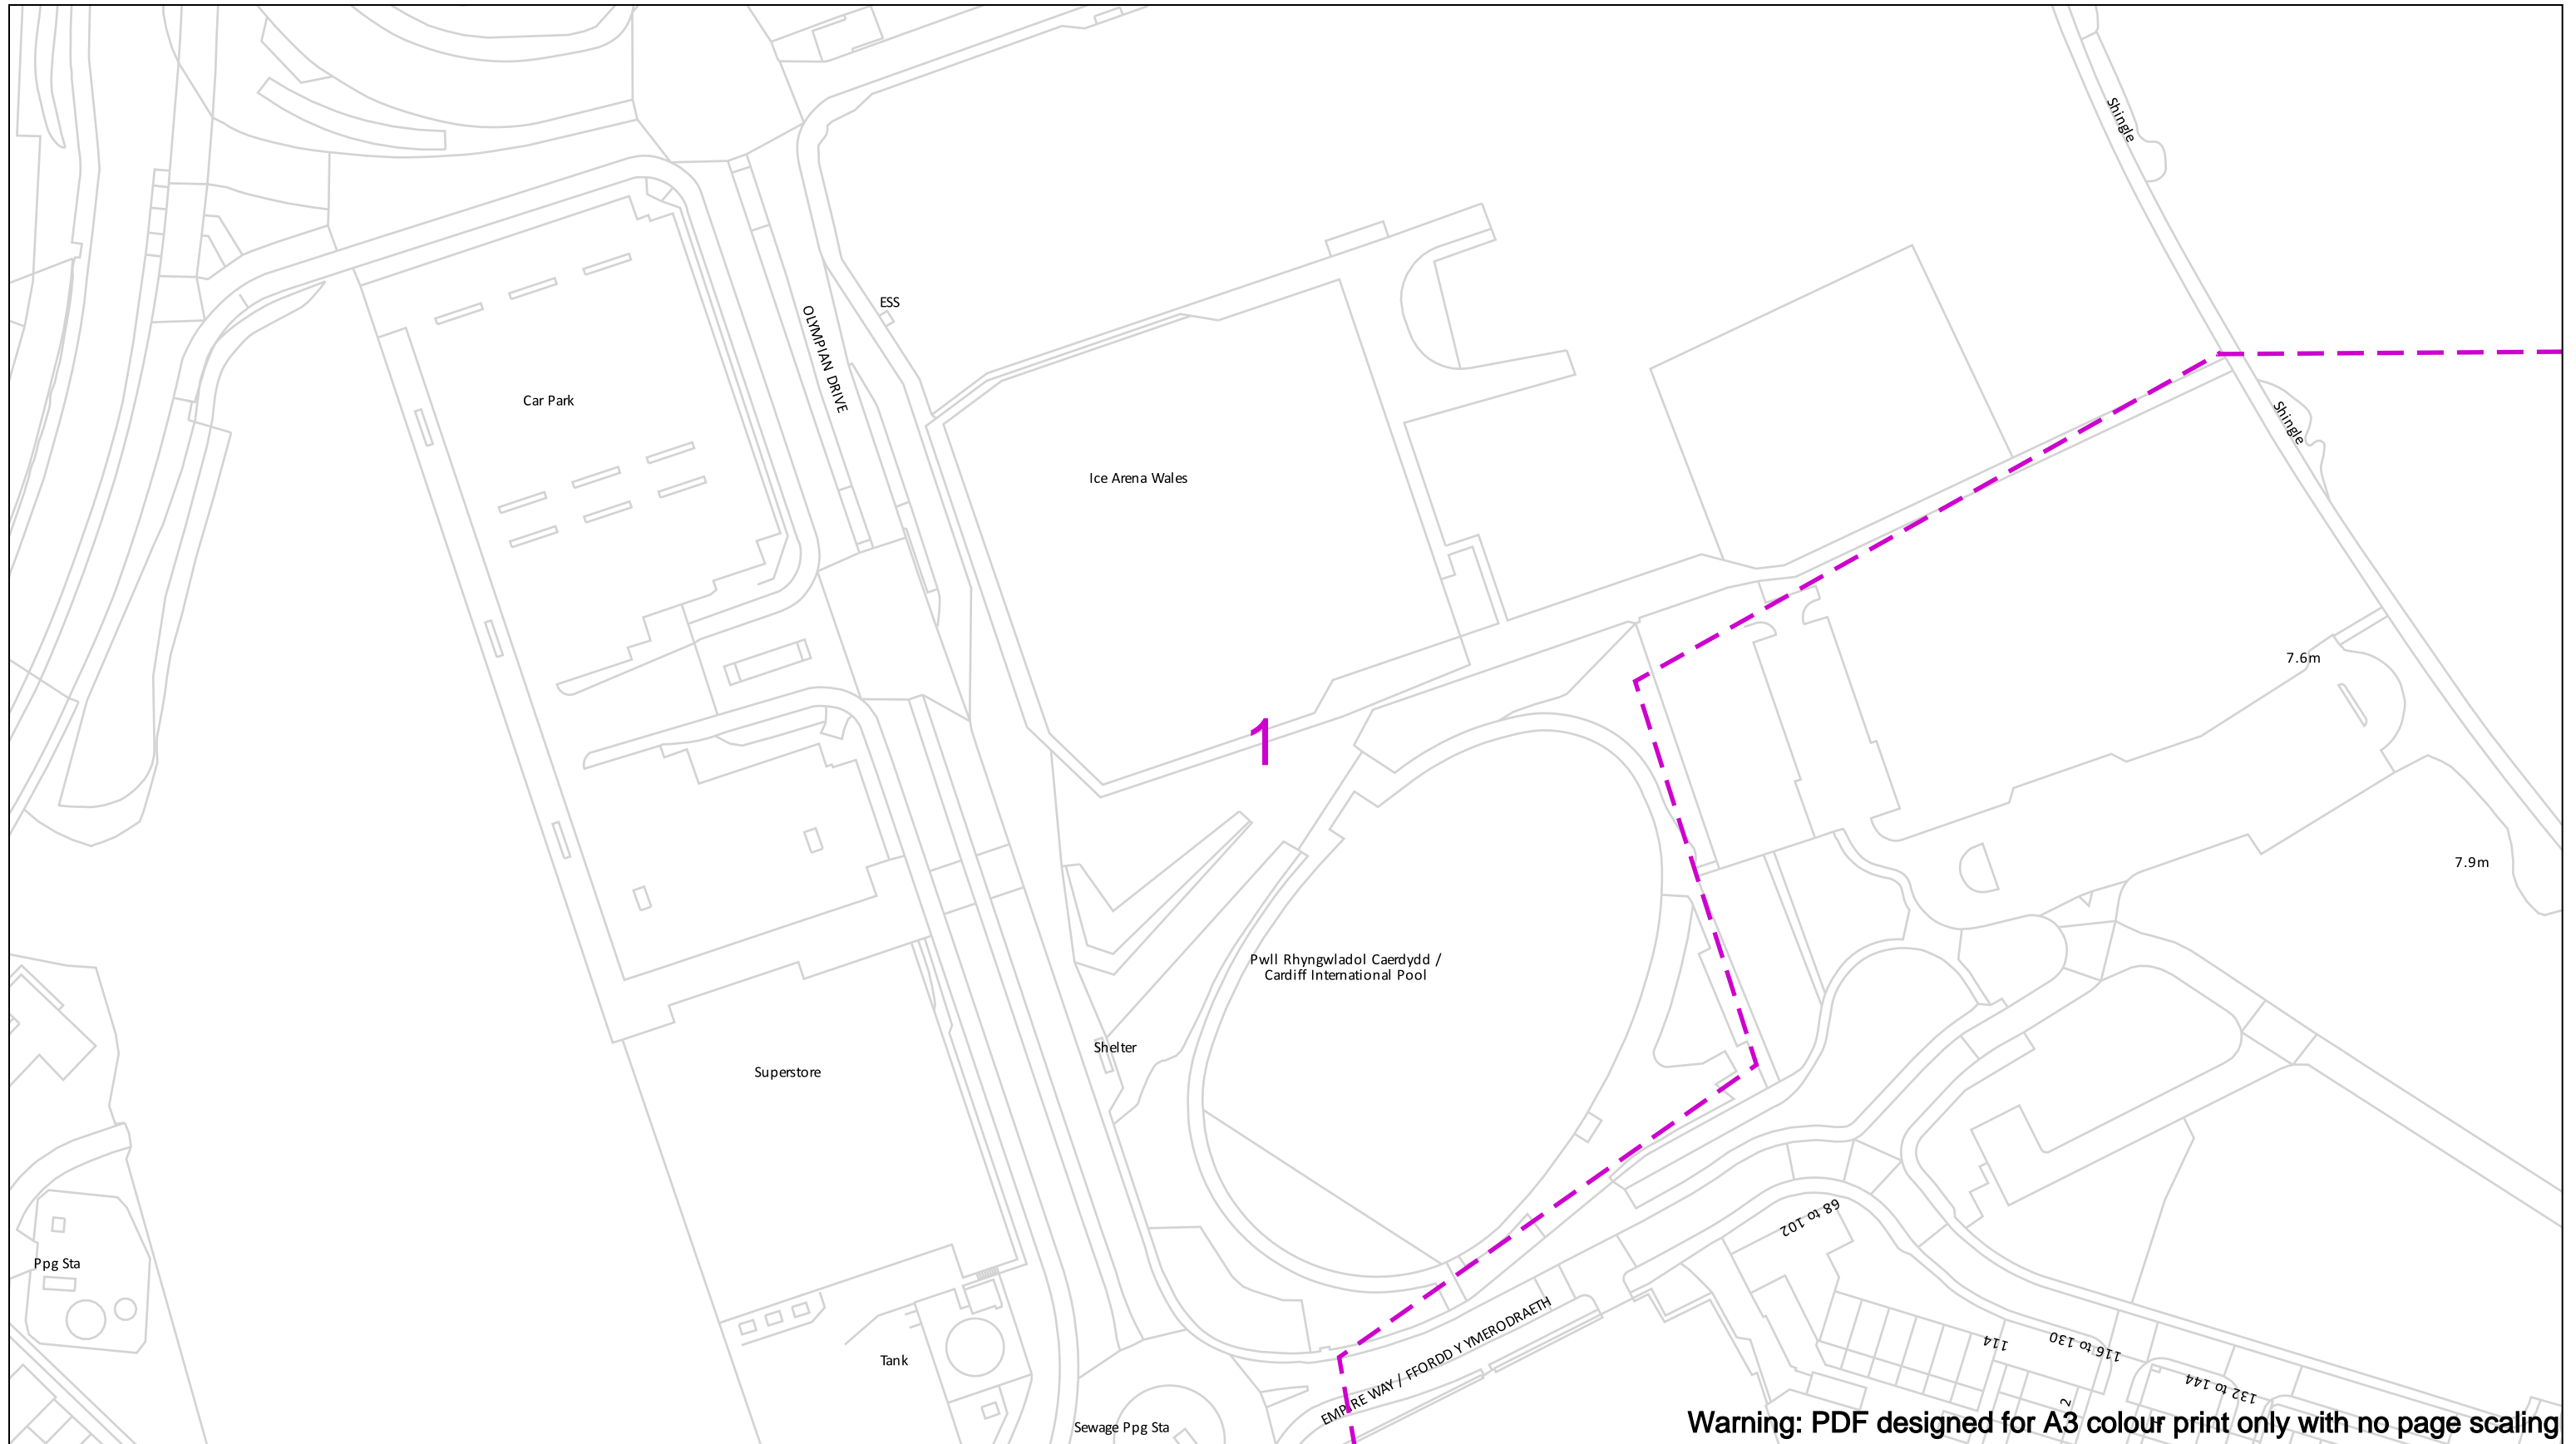 Shingle
ESS
OLYMPIAN DRIVE
Car Park
Shingle
Ice Arena Wales
7.6m
1
7.9m
Pwll Rhyngwladol Caerdydd /
Cardiff International Pool
Shelter
Superstore
68 to 102
Ppg Sta
EMPIRE WAY / FFORDD Y YMERODRAETH
114
116 to 130
Tank
132 to 144
2
Sewage Ppg Sta
Warning: PDF designed for A3 colour print only with no page scaling